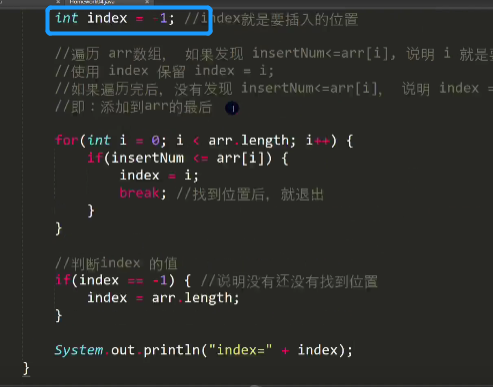 Homework04.java
int index = -1; //index就是要插入的位置
//遍历 arr数组， 如果发现 insertNum<=arr[i], 说明 i 就是要
//使用 index 保留 index = i;
//如果遍历完后，没有发现 insertNum<=arr[i]， 说明 index =
//即：添加到arr的最后
for(int i = 0; i < arr.length; i++) {
if(insertNum <= arr[i]) {
index = i;
break; //找到位置后，就退出
}
}
//判断index 的值
if(index == -1) { //说明没有还没有找到位置
index = arr.length;
}
System.out.println("index=" + index);
}